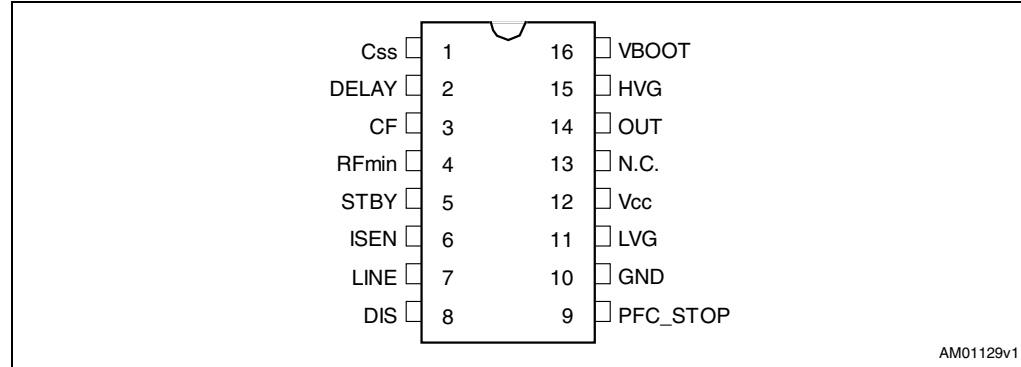 Css 1 16 VBOOT
DELAY 2 15 HVG
CF 3 14 OUT
RFmin 4 13 N.C.
STBY 5 12 Vcc
ISEN 6 11 LVG
LINE 7 10 GND
DIS 8 9 PFC_STOP
AM01129v1